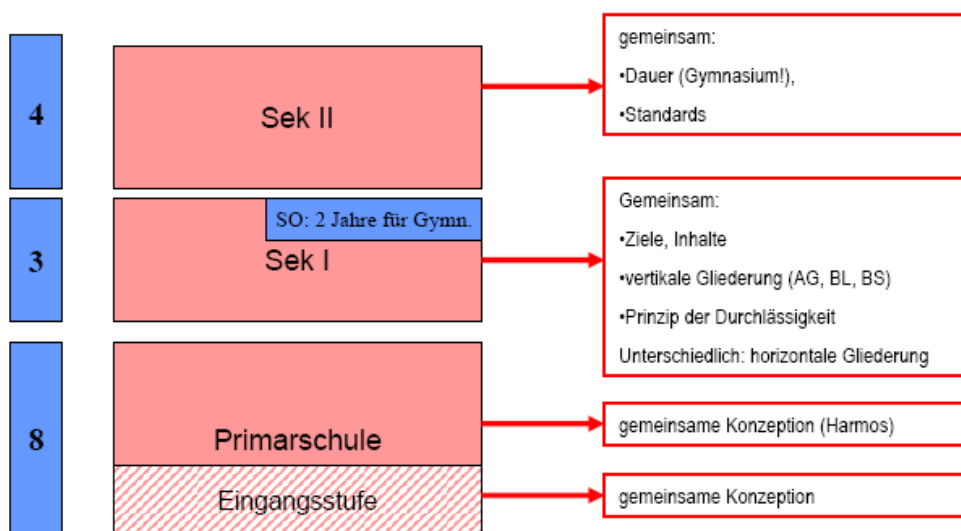 4
Sek II
gemeinsam:
•Dauer (Gymnasium!),
•Standards
3
SO: 2 Jahre für Gymn.
Sek I
Gemeinsam:
•Ziele, Inhalte
•vertikale Gliederung (AG, BL, BS)
•Prinzip der Durchlässigkeit
Unterschiedlich: horizontale Gliederung
8
Primarschule
gemeinsame Konzeption (Harmos)
Eingangsstufe
gemeinsame Konzeption